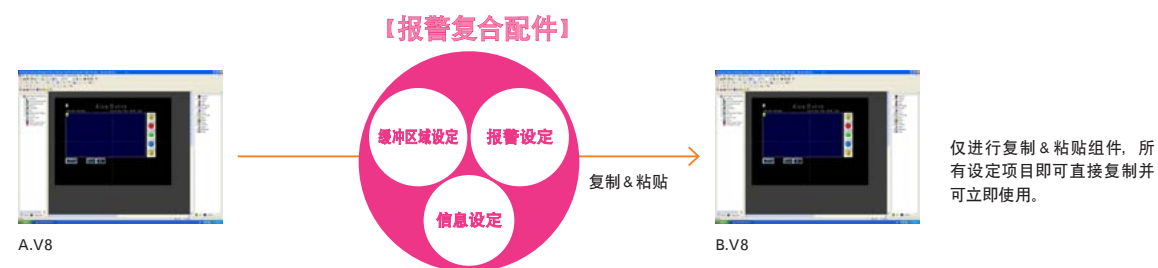 【报警复合配件】
缓冲区域设定
报警设定
信息设定
复制&粘贴
A.V8
B.V8
仅进行复制&粘贴组件，所
有设定项目即可直接复制并
可立即使用。